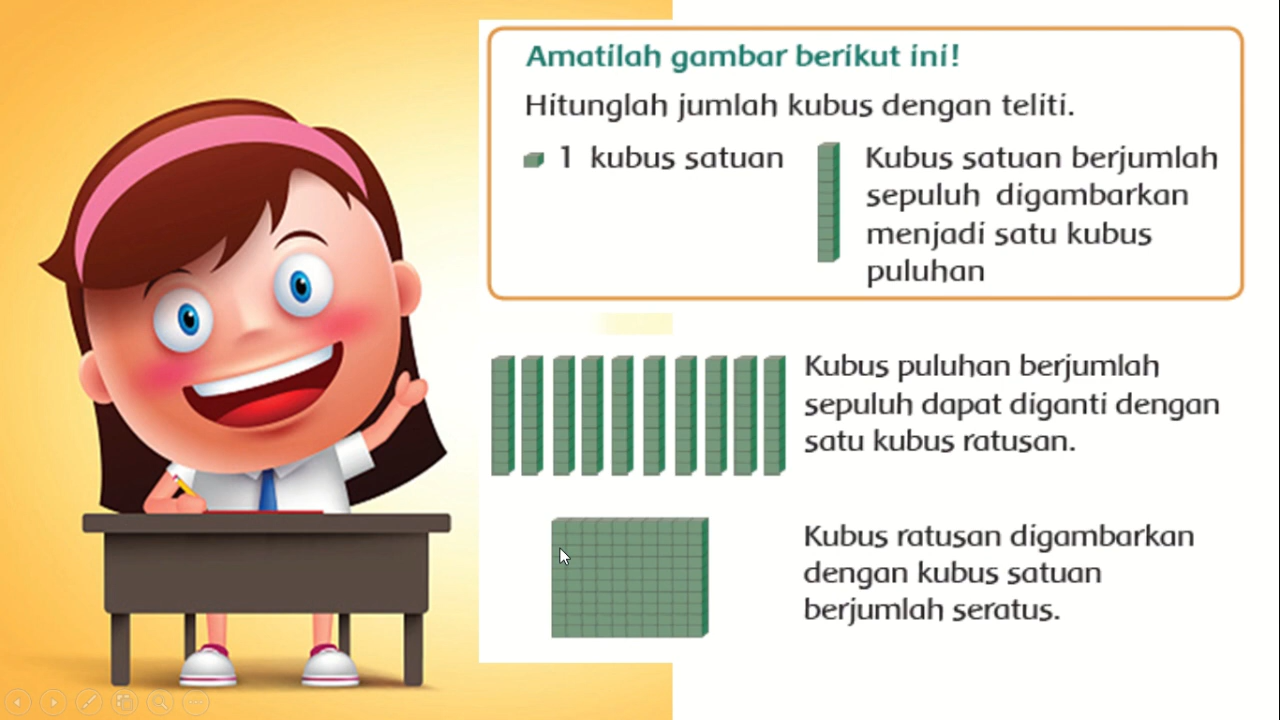 Amatilah gambar berikut ini!
Hitunglah jumlah kubus dengan teliti.
1 kubus satuan
Kubus satuan berjumlah
sepuluh digambarkan
menjadi satu kubus
puluhan
Kubus puluhan berjumlah
sepuluh dapat diganti dengan
satu kubus ratusan.
Kubus ratusan digambarkan
dengan kubus satuan
berjumlah seratus.